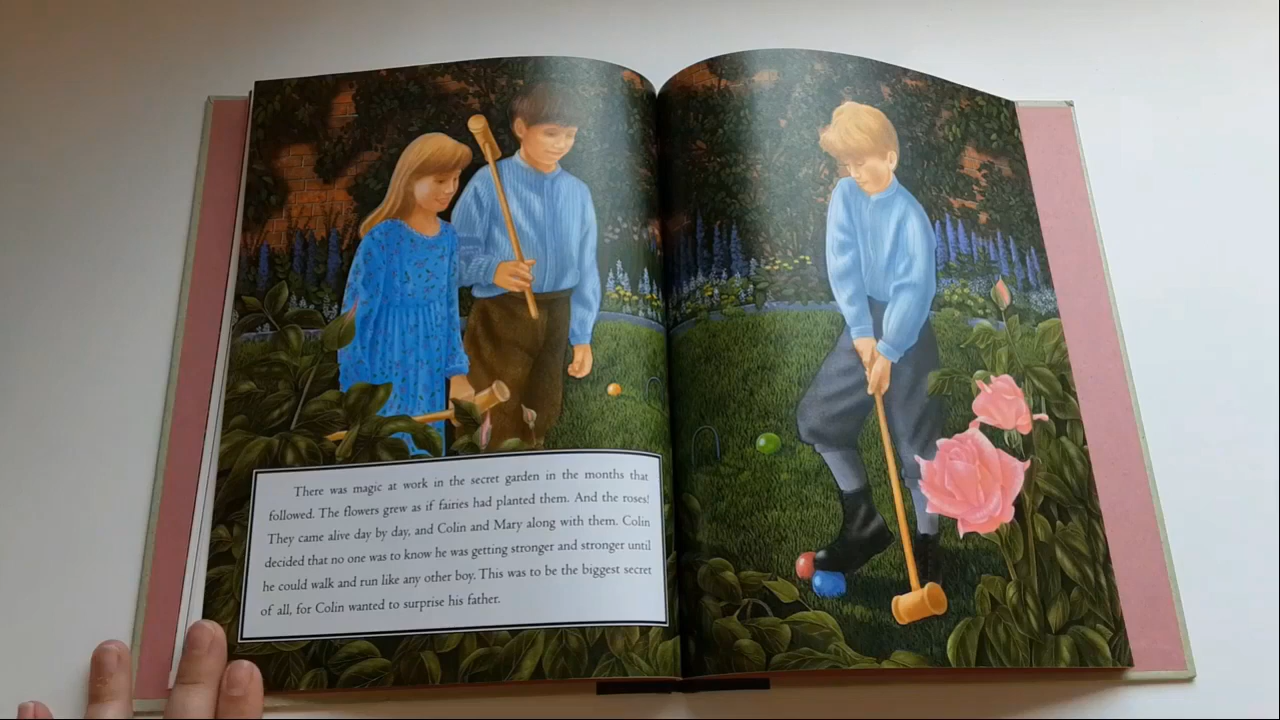 There was magic at work in the secret garden in the months that
followed. The flowers grew as if fairies had planted them. And the roses!
They came alive day by day, and Colin and Mary along with them. Colin
decided that no one was to know he was getting stronger and stronger until
he could walk and run like any other boy. This was to be the biggest secret
of all, for Colin wanted to surprise his father.